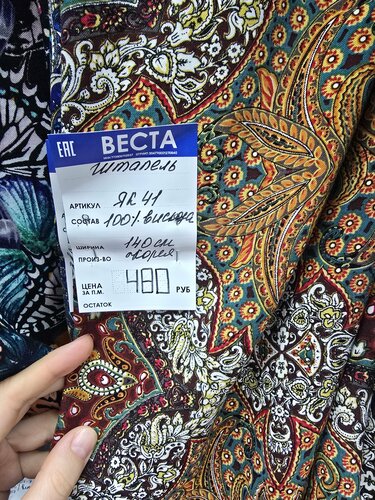 EAC ВЕСТА
штапель
АРТИКУЛ ЯК 41
СОСТАВ 100% вискоза
ШИРИНА 140 см
ПРОИЗ-ВО Корея
ЦЕНА ЗА П.М. 480 РУБ
ОСТАТОК